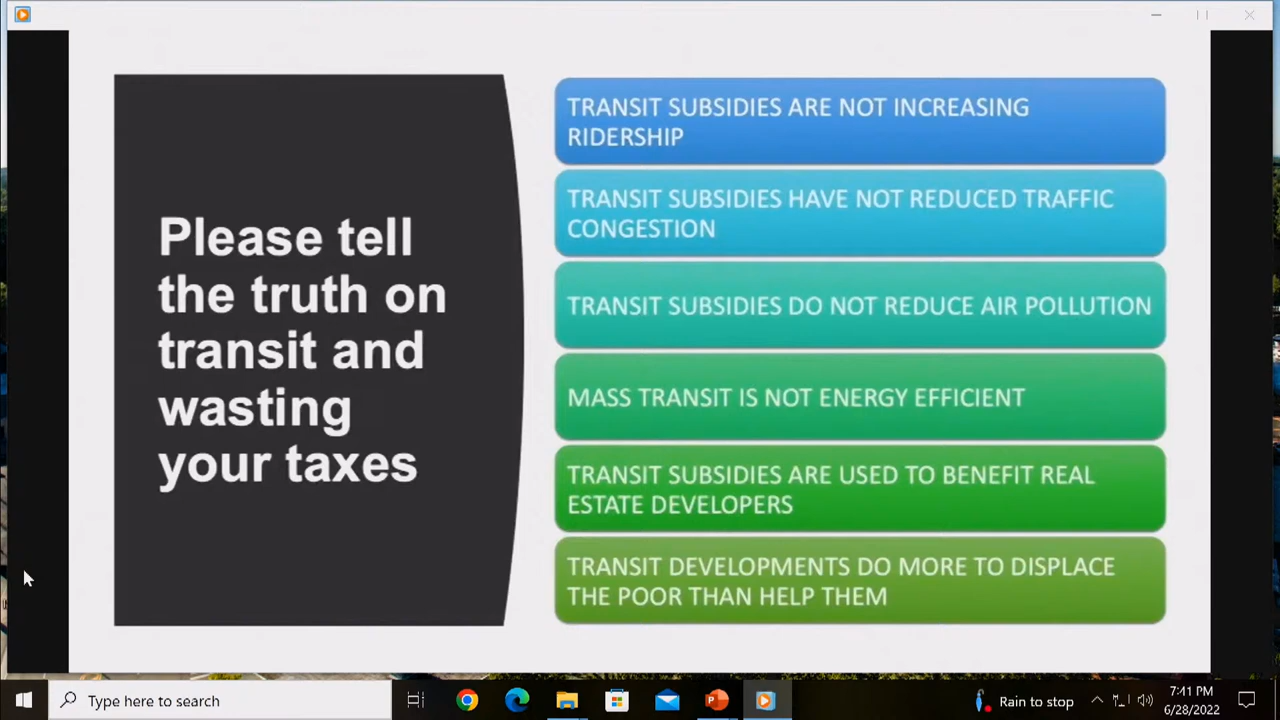 Please tell
the truth on
transit and
wasting
your taxes
TRANSIT SUBSIDIES ARE NOT INCREASING
RIDERSHIP
TRANSIT SUBSIDIES HAVE NOT REDUCED TRAFFIC
CONGESTION
TRANSIT SUBSIDIES DO NOT REDUCE AIR POLLUTION
MASS TRANSIT IS NOT ENERGY EFFICIENT
TRANSIT SUBSIDIES ARE USED TO BENEFIT REAL
ESTATE DEVELOPERS
TRANSIT DEVELOPMENTS DO MORE TO DISPLACE
THE POOR THAN HELP THEM
Type here to search
Rain to stop
7:41 PM
6/28/2022